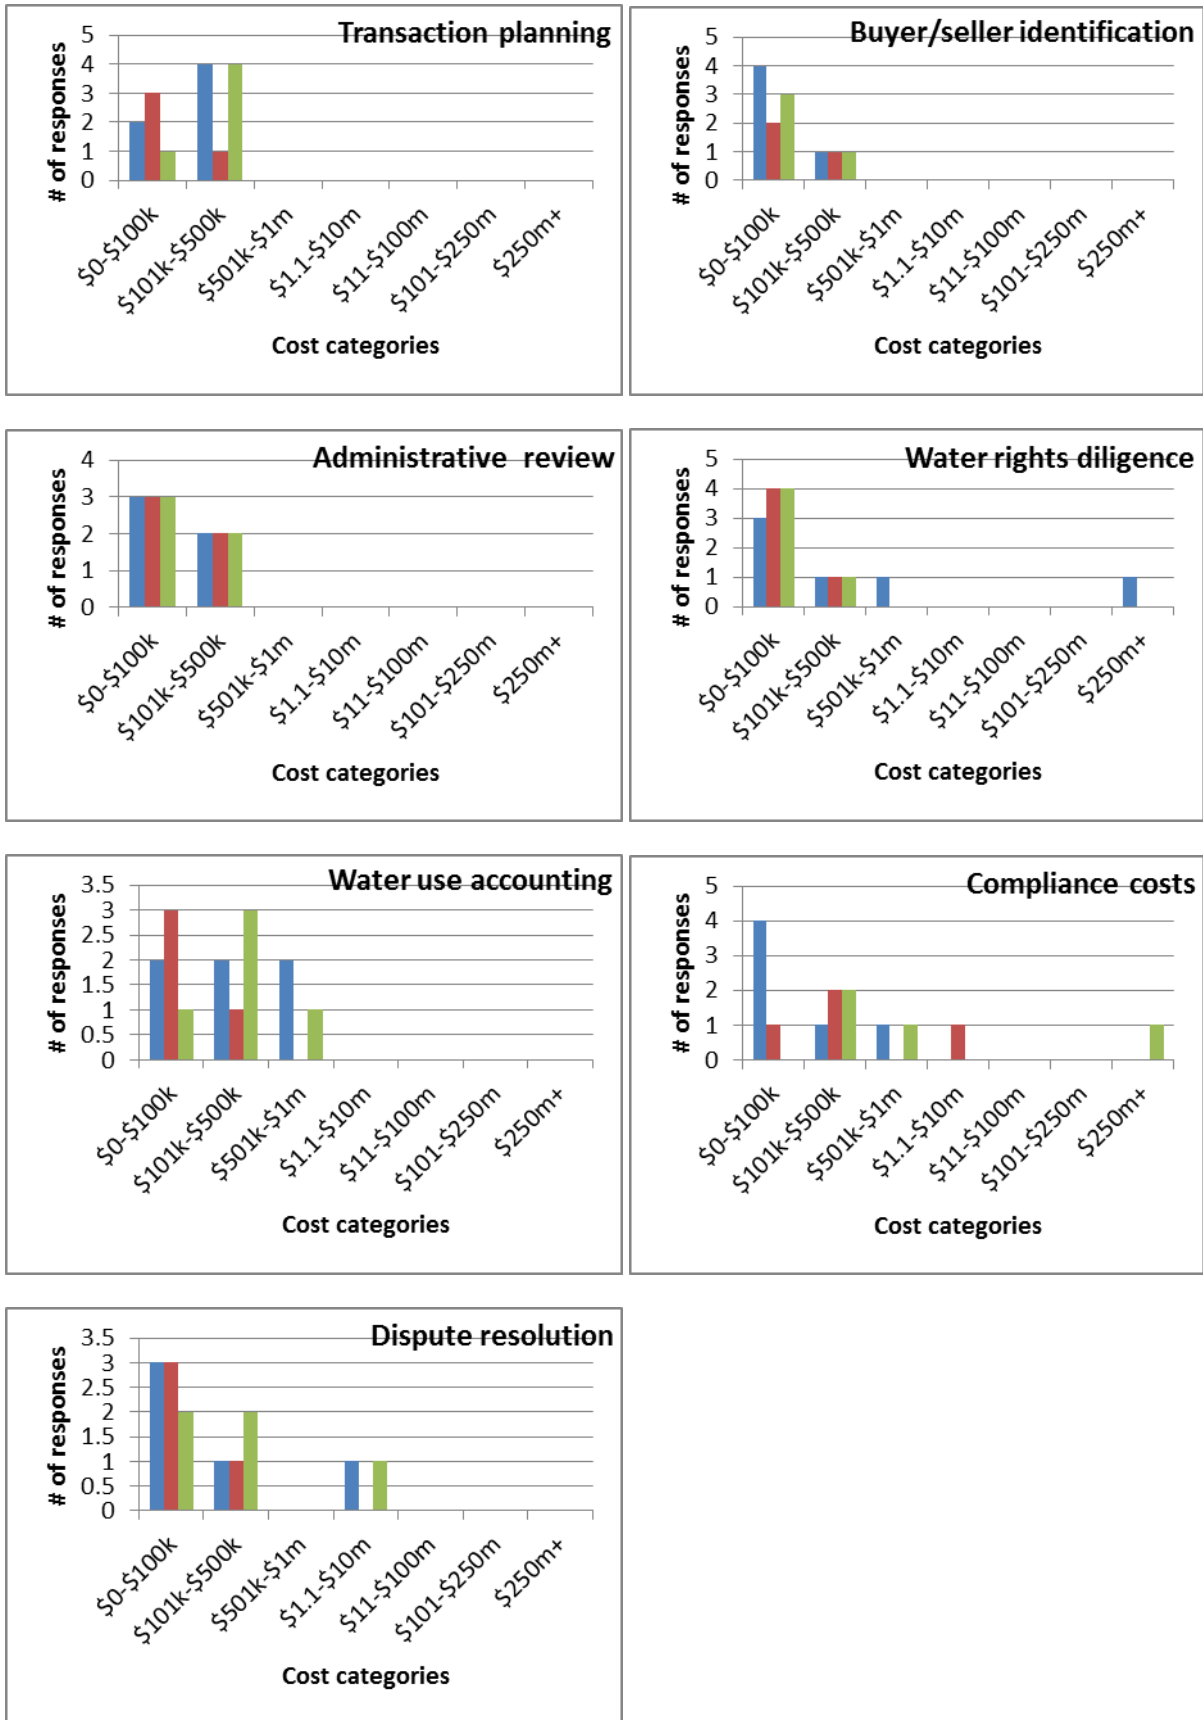 Transaction planning
# of responses
5
4
3
2
1
0
$0-$100k
$101k-$500k
$501k-$1m
$1.1-$10m
$11-$100m
$101-$250m
$250m+
Cost categories
Buyer/seller identification
# of responses
5
4
3
2
1
0
$0-$100k
$101k-$500k
$501k-$1m
$1.1-$10m
$11-$100m
$101-$250m
$250m+
Cost categories
Administrative review
# of responses
4
3
2
1
0
$0-$100k
$101k-$500k
$501k-$1m
$1.1-$10m
$11-$100m
$101-$250m
$250m+
Cost categories
Water rights diligence
# of responses
5
4
3
2
1
0
$0-$100k
$101k-$500k
$501k-$1m
$1.1-$10m
$11-$100m
$101-$250m
$250m+
Cost categories
Water use accounting
# of responses
3.5
3
2.5
2
1.5
1
0.5
0
$0-$100k
$101k-$500k
$501k-$1m
$1.1-$10m
$11-$100m
$101-$250m
$250m+
Cost categories
Compliance costs
# of responses
5
4
3
2
1
0
$0-$100k
$101k-$500k
$501k-$1m
$1.1-$10m
$11-$100m
$101-$250m
$250m+
Cost categories
Dispute resolution
# of responses
3.5
3
2.5
2
1.5
1
0.5
0
$0-$100k
$101k-$500k
$501k-$1m
$1.1-$10m
$11-$100m
$101-$250m
$250m+
Cost categories